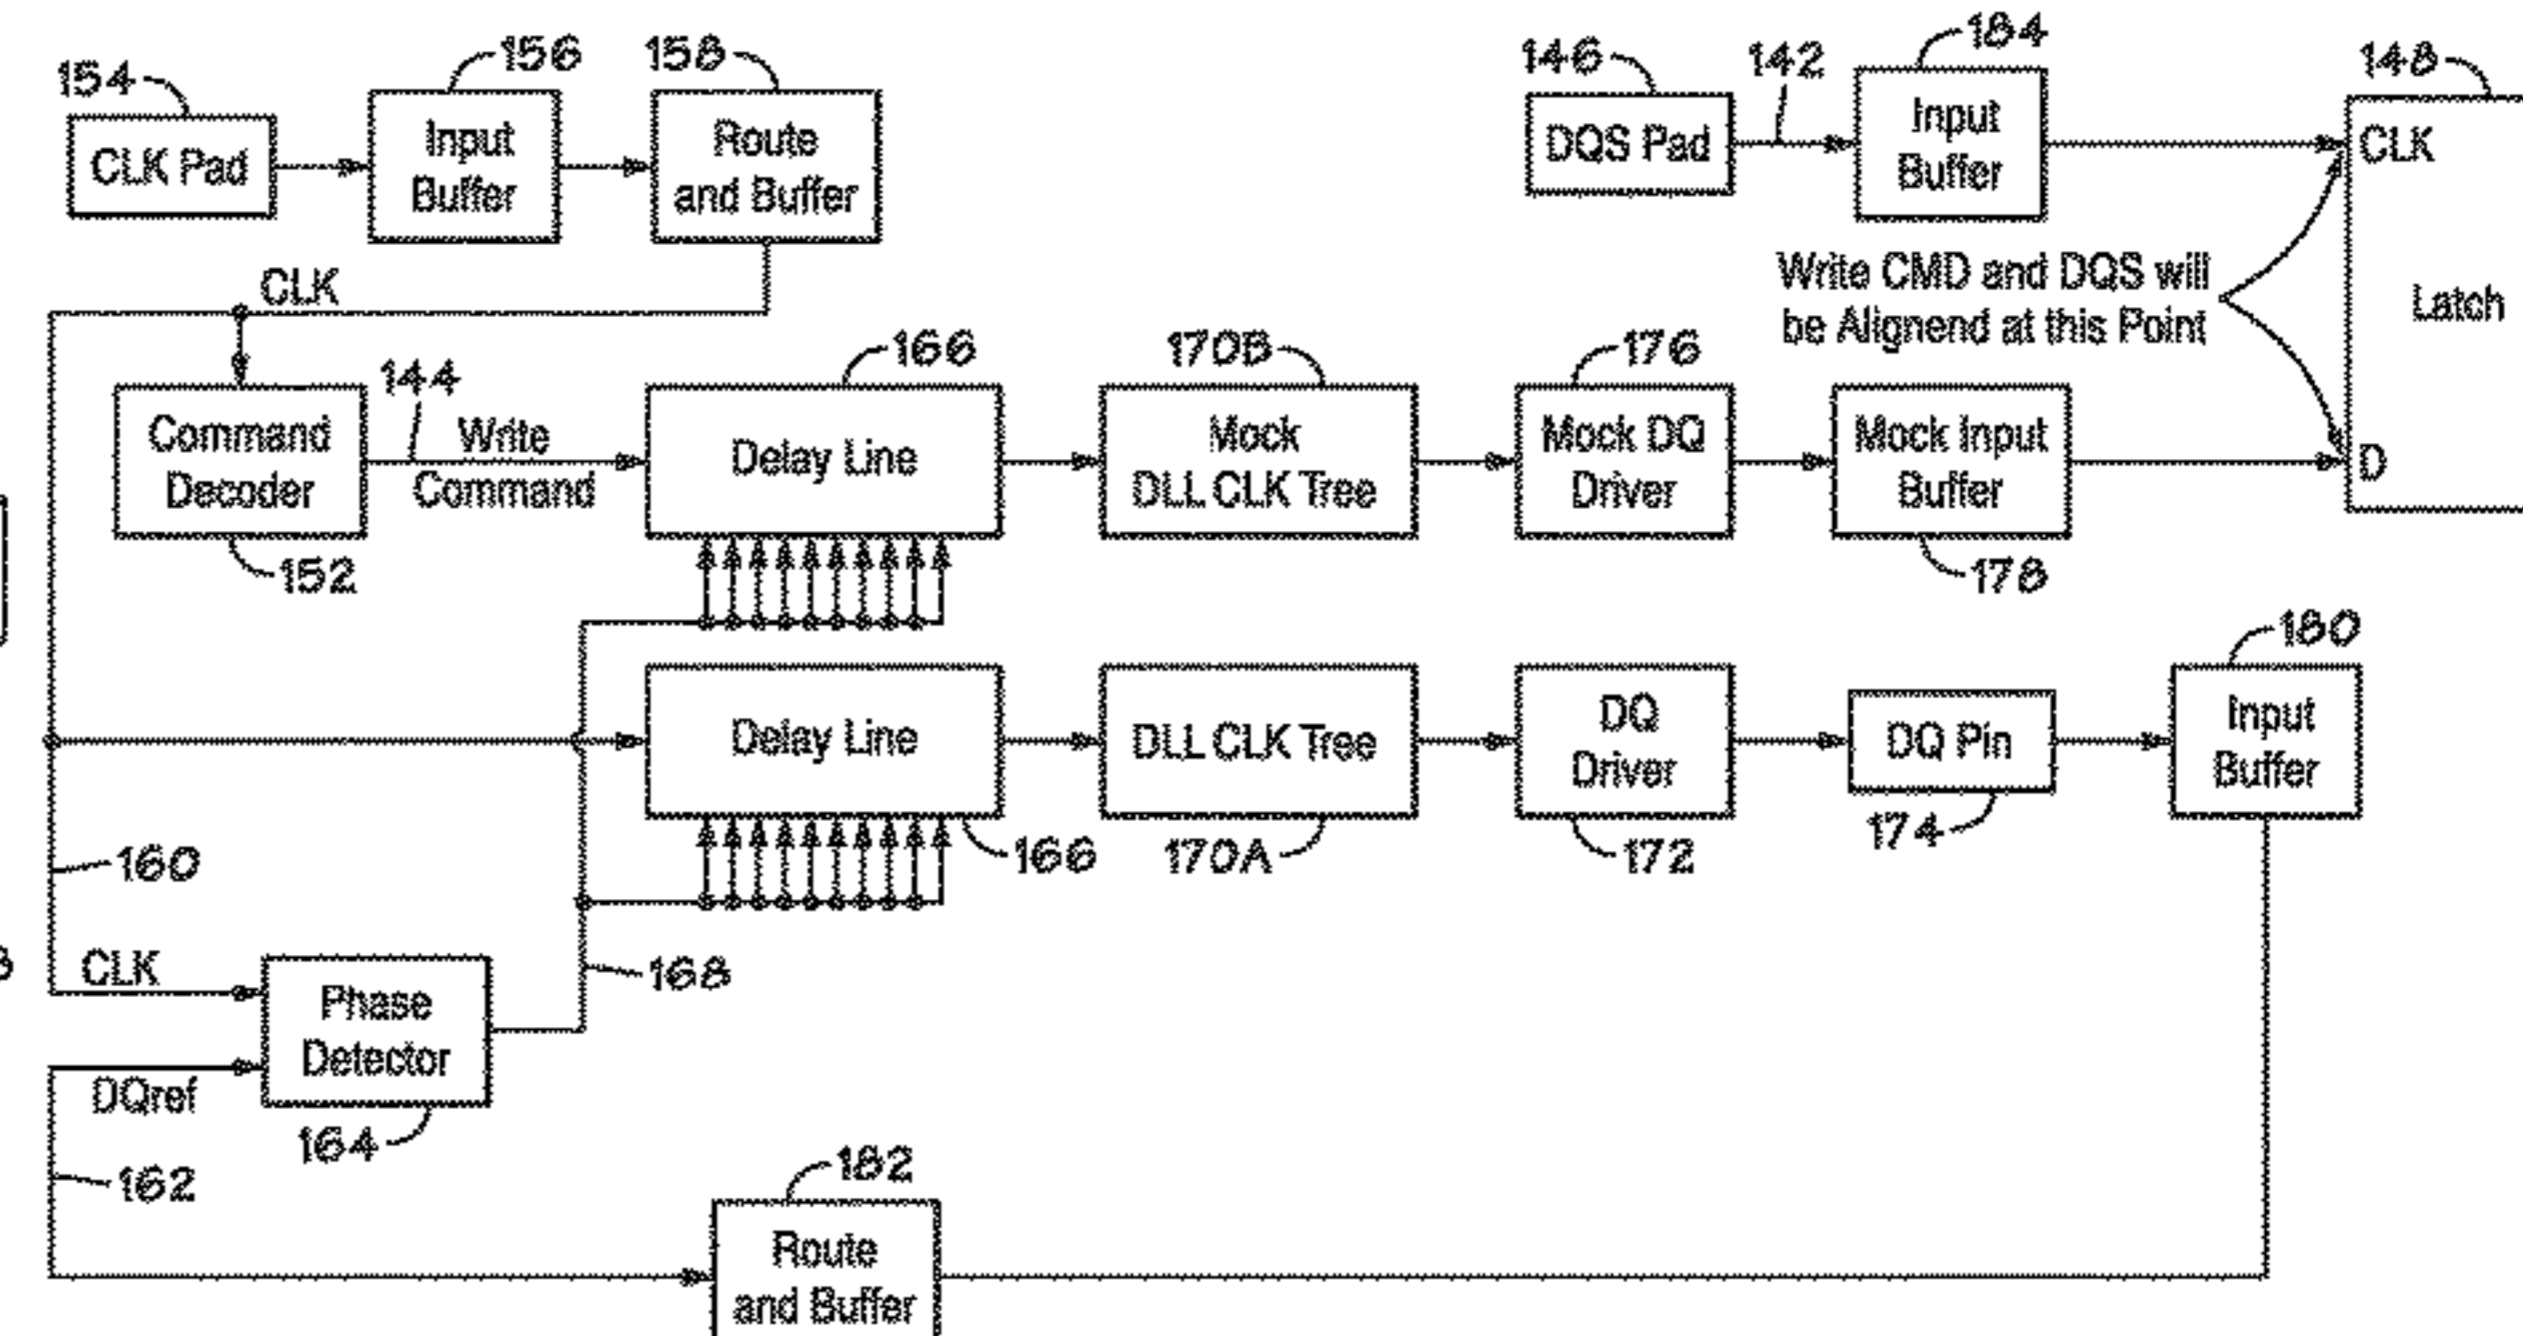 154
156
158
146
142
184
148
CLK Pad
Input
Buffer
Route
and Buffer
DQS Pad
Input
Buffer
CLK
Latch
Write CMD and DQS will
be Alignend at this Point
D
CLK
144
166
170B
176
Command
Decoder
Write
Command
Delay Line
Mock
DLL CLK Tree
Mock DQ
Driver
Mock Input
Buffer
152
178
180
Delay Line
DLL CLK Tree
DQ
Driver
DQ Pin
Input
Buffer
160
166
170A
172
174
CLK
Phase
Detector
168
DQref
164
162
182
Route
and Buffer